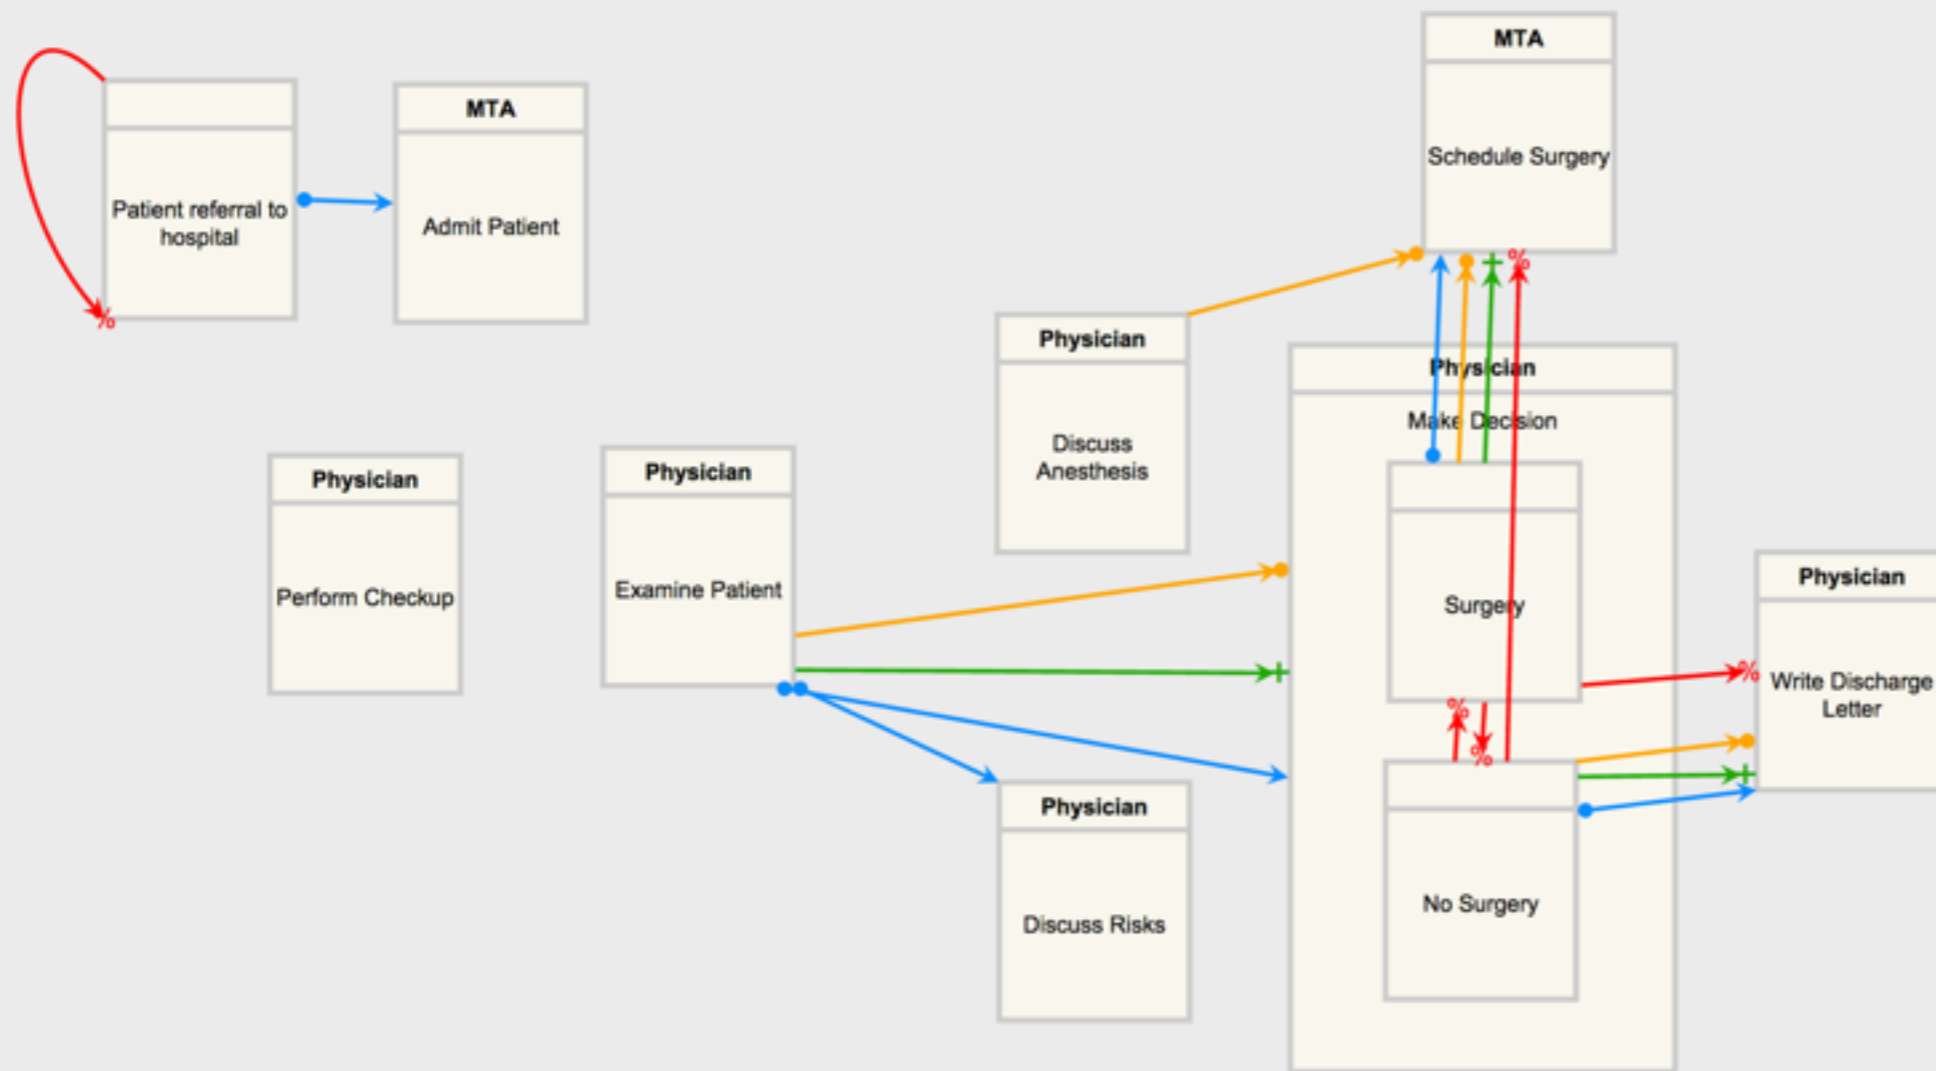 MTA
Schedule Surgery
Patient referral to
hospital
MTA
Admit Patient
Physician
Discuss
Anesthesis
Physician
Make Decision
Surgery
No Surgery
Physician
Perform Checkup
Physician
Examine Patient
Physician
Write Discharge
Letter
Physician
Discuss Risks
%
%
%
%
%